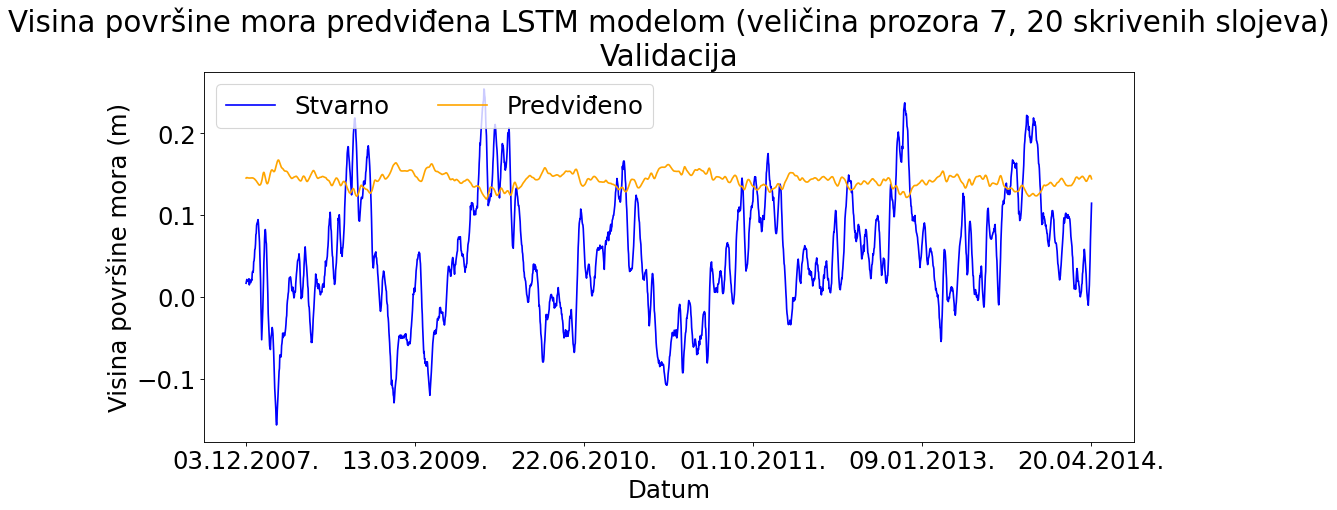 Visina površine mora predviđena LSTM modelom (veličina prozora 7, 20 skrivenih slojeva)
Validacija
Stvarno Predviđeno
Visina površine mora (m)
0.2
0.1
0.0
−0.1
03.12.2007. 13.03.2009. 22.06.2010. 01.10.2011. 09.01.2013. 20.04.2014.
Datum